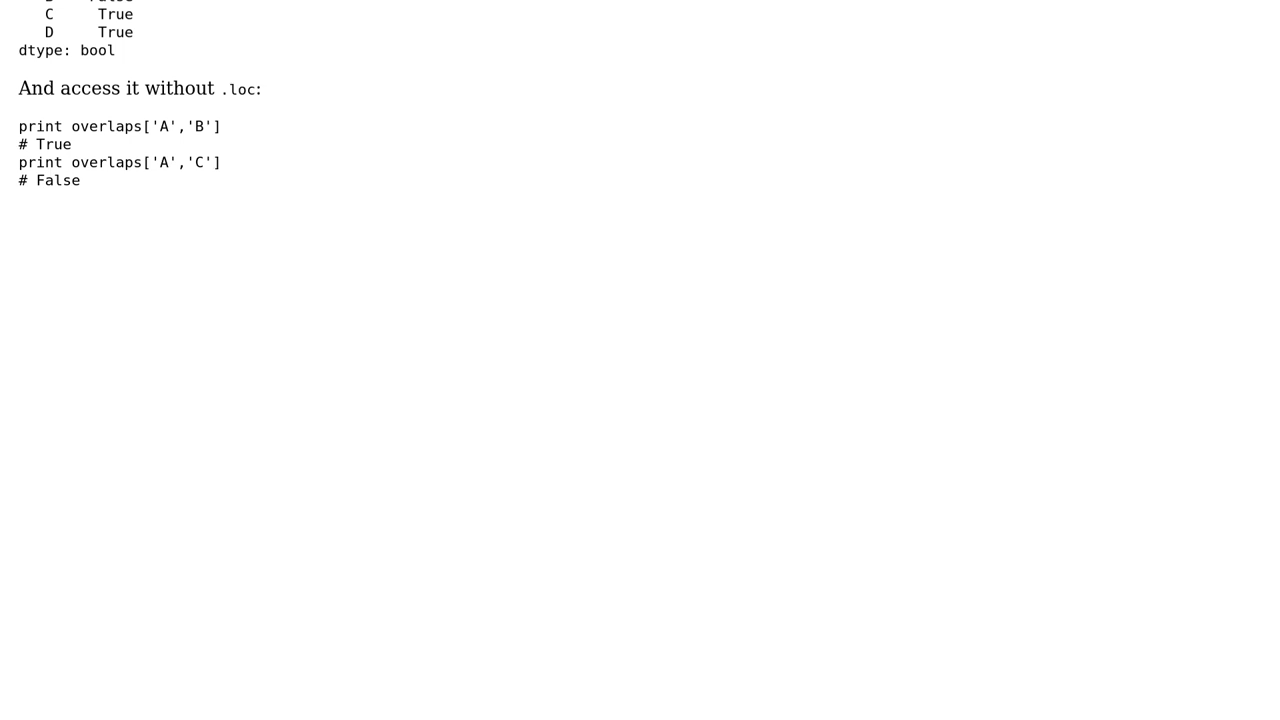 C     True
   D     True
dtype: bool
And access it without .loc:
print overlaps['A','B']
# True
print overlaps['A','C']
# False